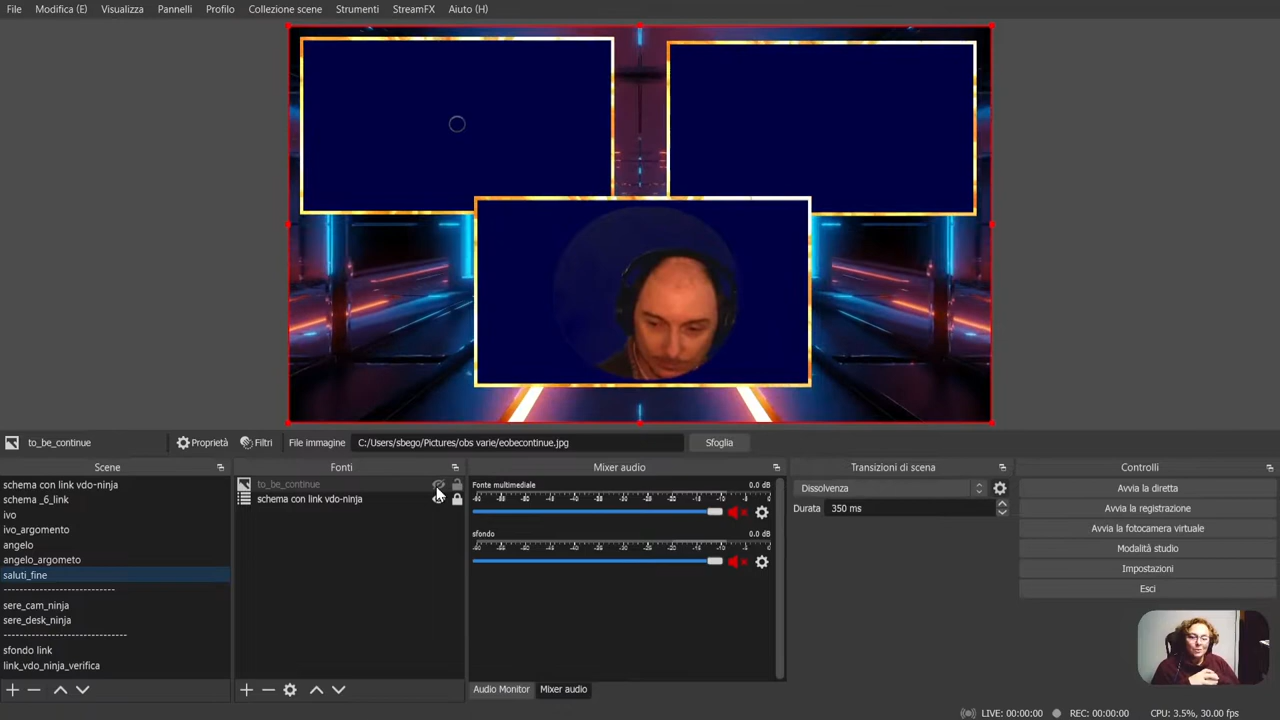 File Modifica (E) Visualizza Pannelli Profilo Collezione scene Strumenti StreamFX Aiuto (H)
to_be_continue Proprietà Filtri File immagine C:/Users/sbego/Pictures/obs varie/eobecontinue.jpg Sfoglia
Scene
schema con link vdo-ninja
schema _6_link
ivo
ivo_argomento
angelo
angelo_argometo
saluti_fine
----------------------------
sere_cam_ninja
sere_desk_ninja
-------------------------------
sfondo link
link_vdo_ninja_verifica
Fonti
to_be_continue
schema con link vdo-ninja
Mixer audio
Fonte multimediale 0.0 dB
sfondo 0.0 dB
Audio Monitor Mixer audio
Transizioni di scena
Dissolvenza
Durata 350 ms
Controlli
Avvia la diretta
Avvia la registrazione
Avvia la fotocamera virtuale
Modalità studio
Impostazioni
Esci
LIVE: 00:00:00 REC: 00:00:00 CPU: 3.5%, 30.00 fps